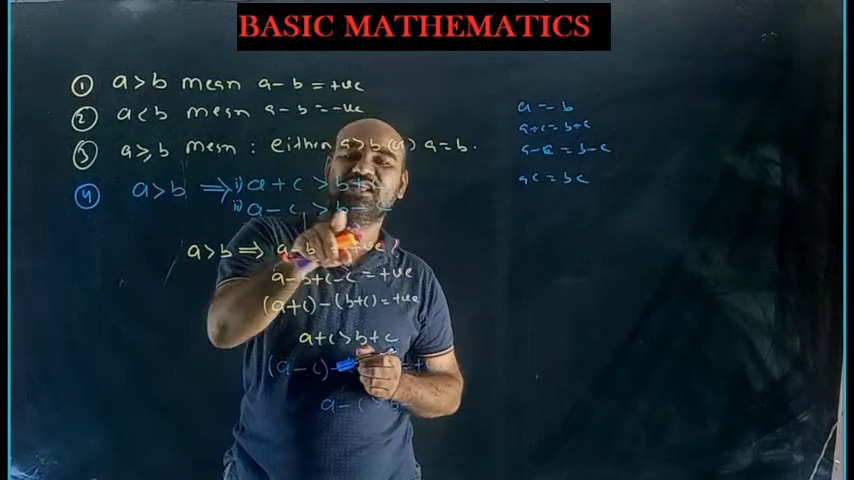 BASIC MATHEMATICS
① a > b mean a - b = +ve
② a < b mean a - b = -ve
③ a ≥ b mean : either a > b (or) a = b.
④ a > b ⇒ i) a + c > b + c
ii) a - c > b - c
a > b ⇒ a - b = +ve
a - b + c - c = +ve
(a + c) - (b + c) = +ve
a + c > b + c
(a - c) - = +
a - c > b
a = b
a + c = b + c
a - c = b - c
ac = bc